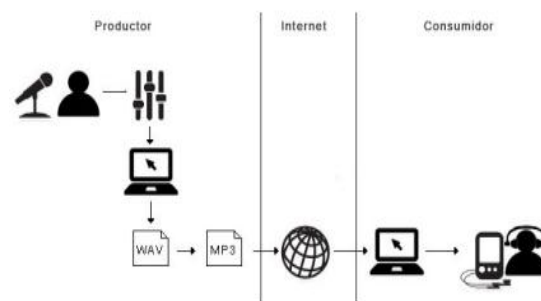 Productor
Internet
Consumidor
WAV
MP3